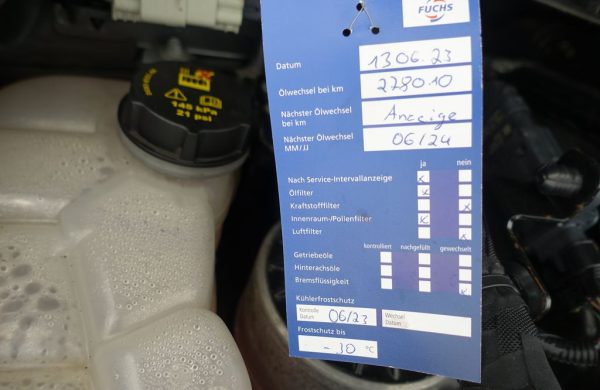 FUCHS
Datum 13.06.23
Ölwechsel bei km 278010
Nächster Ölwechsel bei km Anzeige
Nächster Ölwechsel MM/JJ 06/24
ja nein
Nach Service-Intervallanzeige x
Ölfilter x
Kraftstofffilter x
Innenraum-/Pollenfilter x
Luftfilter x
kontrolliert nachgefüllt gewechselt
Getriebeöle
Hinterachsöle
Bremsflüssigkeit x
Kühlerfrostschutz
Kontrolle Datum 06/23 Wechsel Datum
Frostschutz bis
- 30 °C
145 kPa
21 psi